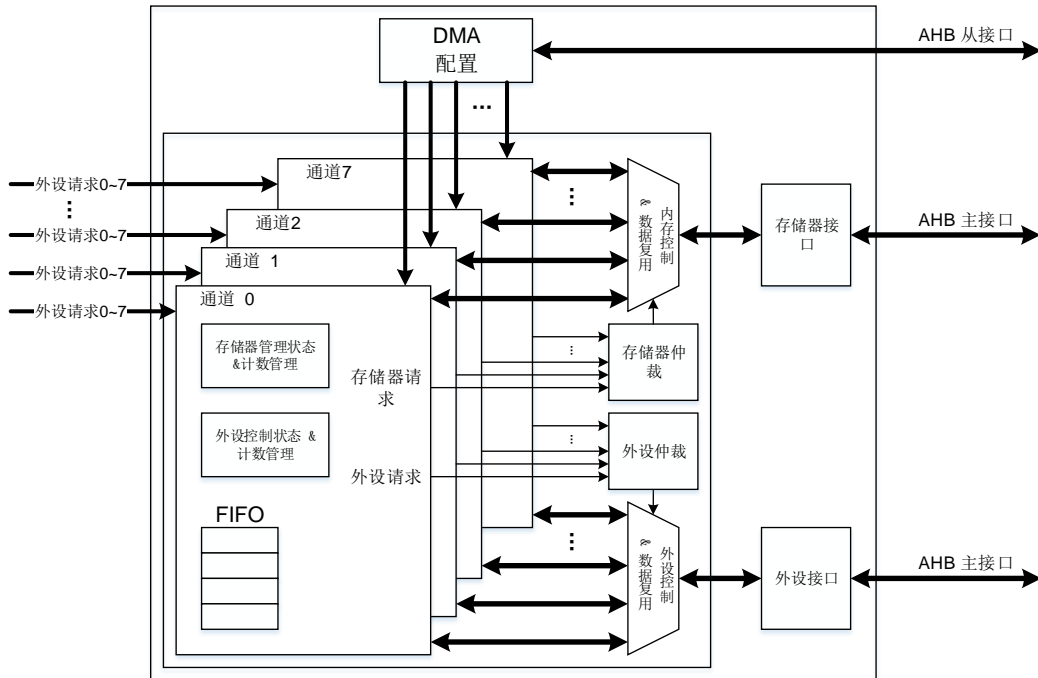 DMA
配置
AHB 从接口
...
通道7
外设请求0~7
...
...
通道2
内存控制
& 数据复用
存储器接
口
AHB 主接口
外设请求0~7
通道 1
外设请求0~7
通道 0
外设请求0~7
存储器管理状态
&计数管理
存储器请
求
...
存储器仲
裁
外设控制状态 &
计数管理
...
外设仲裁
外设请求
FIFO
...
外设控制
& 数据复用
外设接口
AHB 主接口